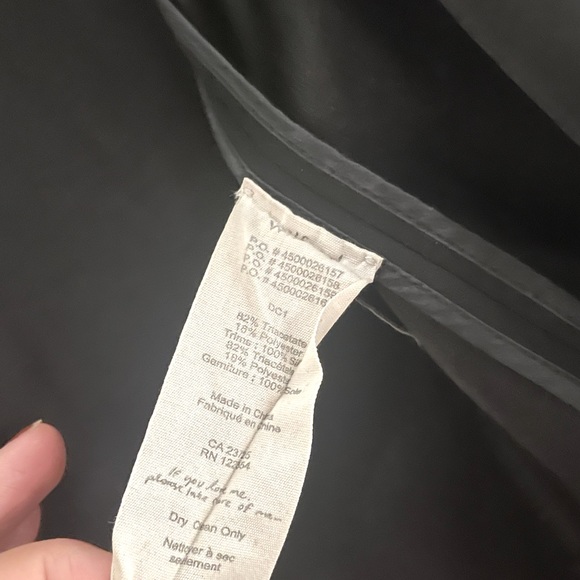 P.O. # 4500026157
P.O. # 4500026158
P.O. # 4500026159
P.O. # 450002616
DC1
82% Triacetate
18% Polyester
Trims : 100%
82% Triacétate
18% Polyester
Garniture : 100%
Made in China
Fabriqué en Chine
CA
RN
If you love me,
please take care of me...
Dry Clean Only
Nettoyer à sec
seulement